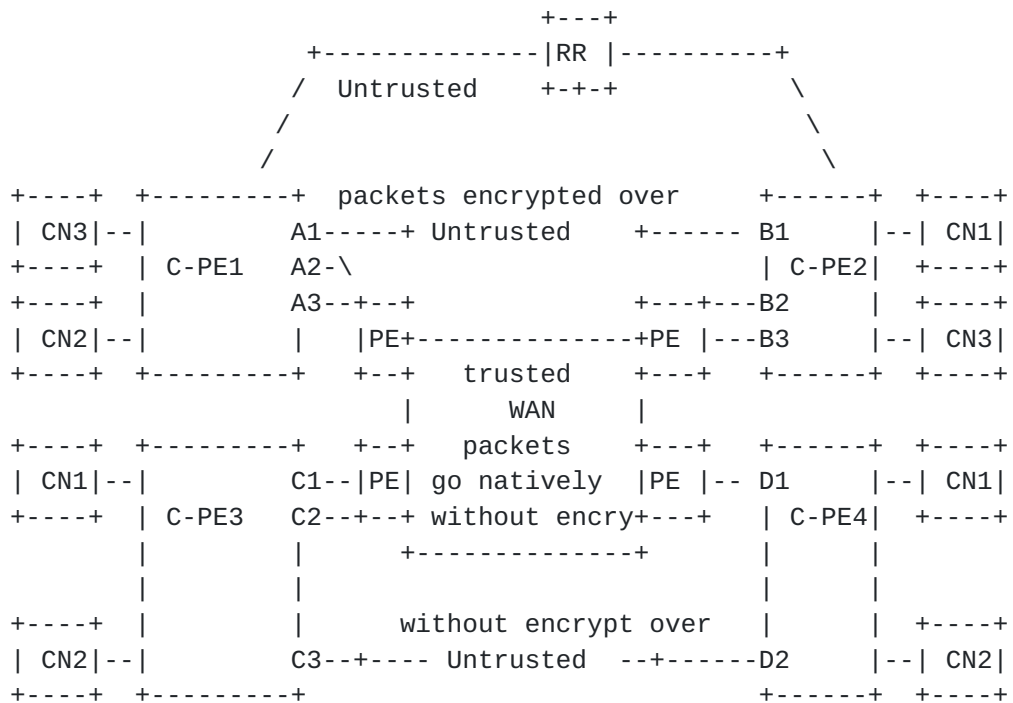 +---+
+--------------|RR |----------+
/  Untrusted    +-+-+           \
/                                  \
/                                    \
+----+  +---------+  packets encrypted over     +------+  +----+
| CN3|--|         A1-----+ Untrusted    +------ B1     |--| CN1|
+----+  | C-PE1   A2-\                          | C-PE2|  +----+
+----+  |         A3--+--+              +---+---B2     |  +----+
| CN2|--|         |   |PE+--------------+PE |---B3     |--| CN3|
+----+  +---------+   +--+   trusted    +---+   +------+  +----+
|      WAN     |
+----+  +---------+   +--+   packets    +---+   +------+  +----+
| CN1|--|         C1--|PE| go natively  |PE |-- D1     |--| CN1|
+----+  | C-PE3   C2--+--+ without encry+---+   | C-PE4|  +----+
|         |      +--------------+       |      |
|         |                             |      |
+----+  |         |      without encrypt over   |      |  +----+
| CN2|--|         C3--+---- Untrusted  --+------D2     |--| CN2|
+----+  +---------+                             +------+  +----+